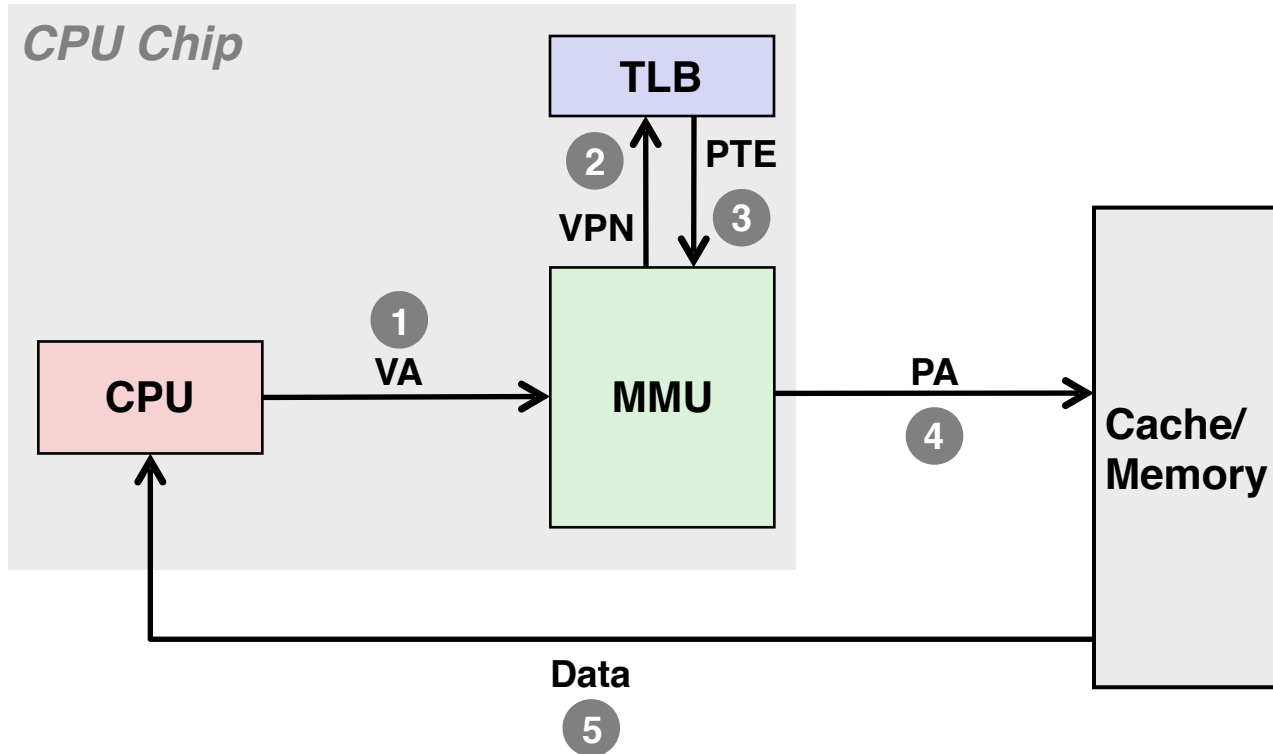 CPU Chip
TLB
2
PTE
VPN
3
1
VA
CPU
MMU
PA
4
Cache/
Memory
Data
5